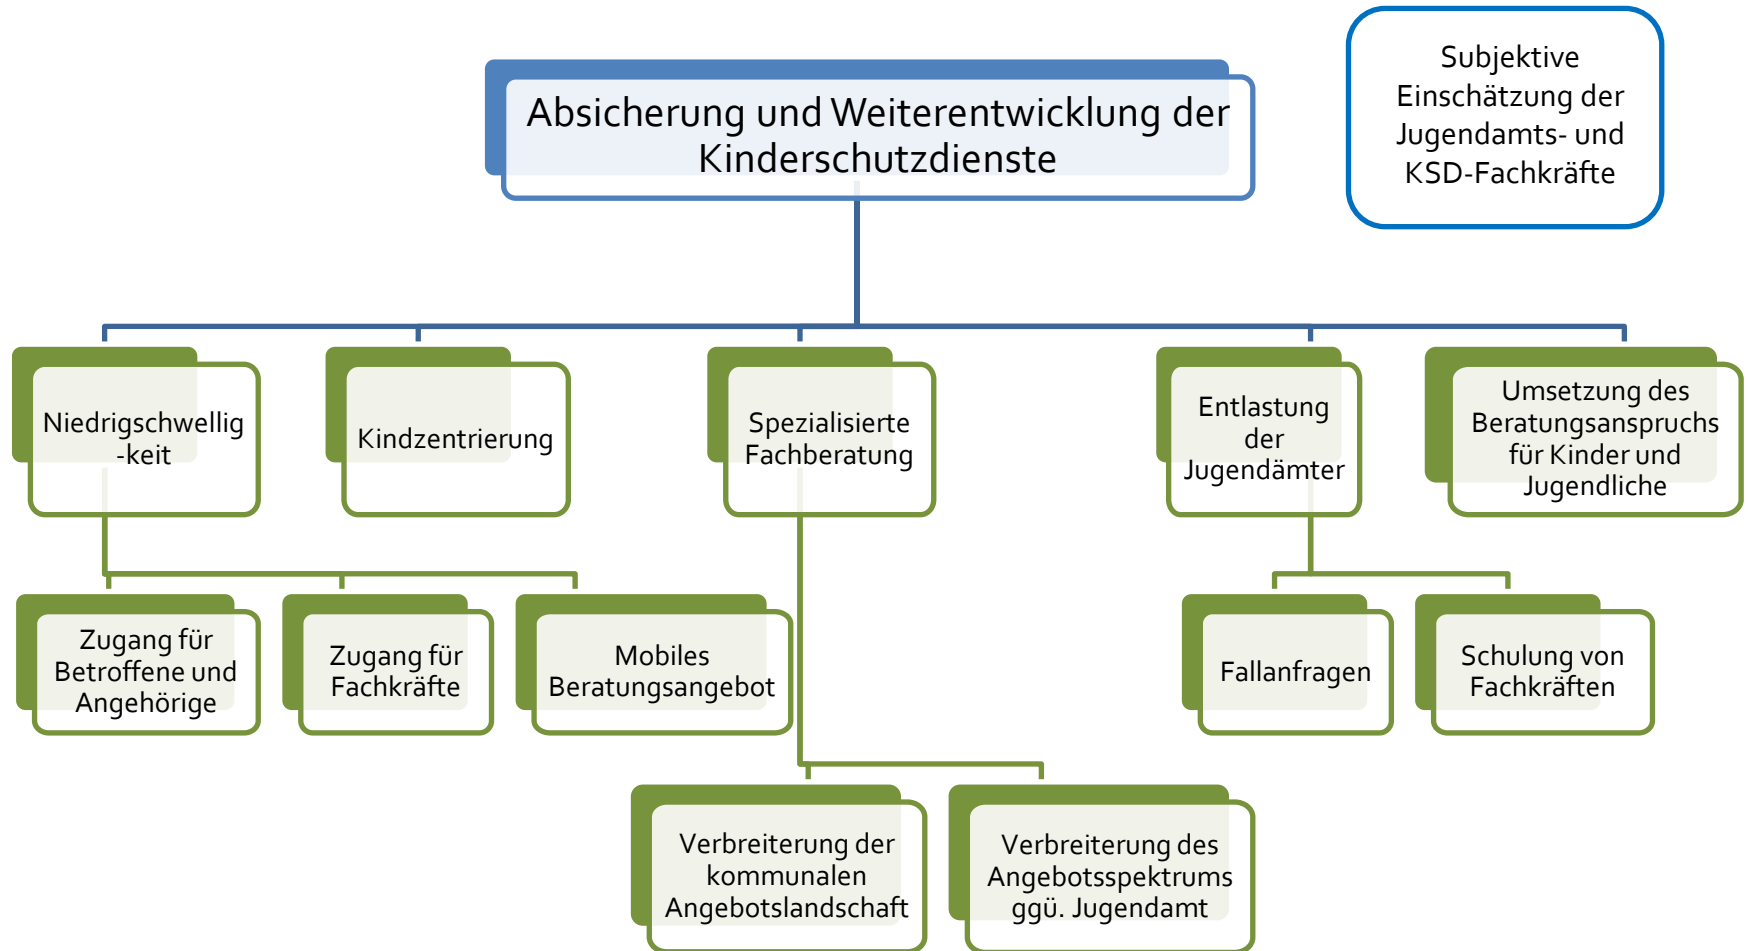 Subjektive
Einschätzung der
Jugendamts- und
KSD-Fachkräfte
Absicherung und Weiterentwicklung der
Kinderschutzdienste
Niedrigschwellig
-keit
Kindzentrierung
Spezialisierte
Fachberatung
Entlastung
der
Jugendämter
Umsetzung des
Beratungsanspruchs
für Kinder und
Jugendliche
Zugang für
Betroffene und
Angehörige
Zugang für
Fachkräfte
Mobiles
Beratungsangebot
Fallanfragen
Schulung von
Fachkräften
Verbreiterung der
kommunalen
Angebotslandschaft
Verbreiterung des
Angebotsspektrums
ggü. Jugendamt